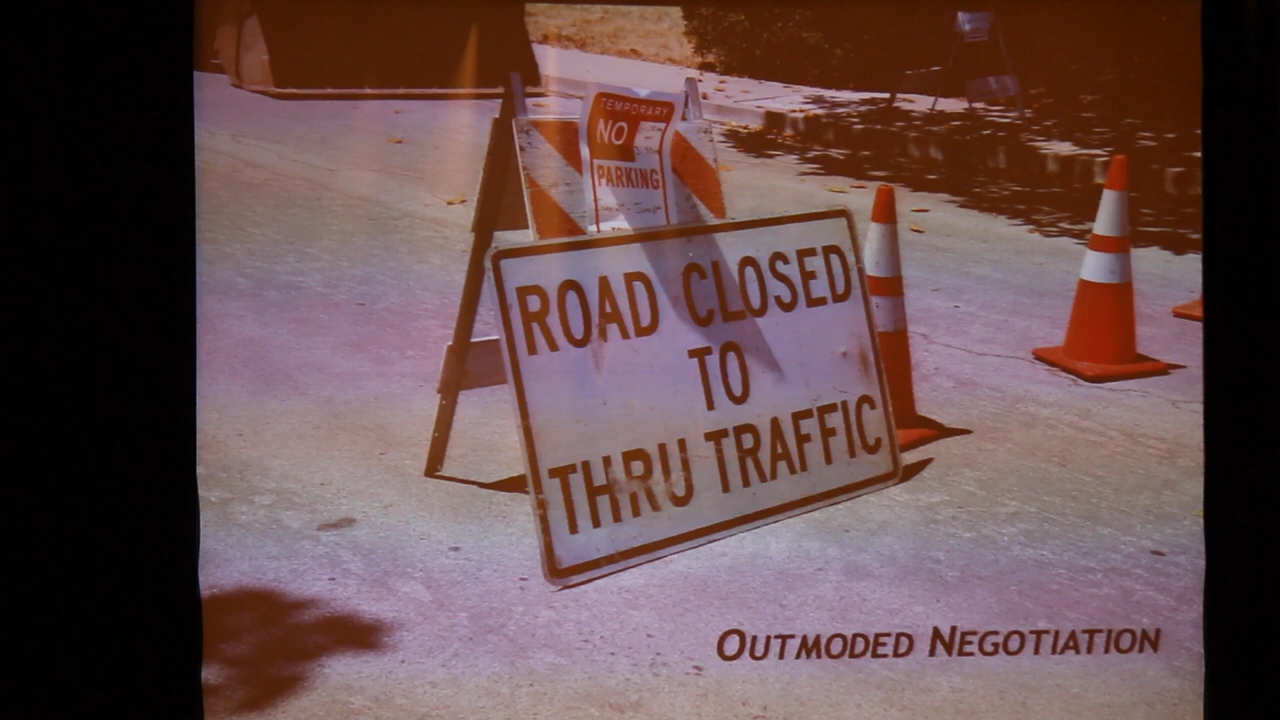 TEMPORARY
NO
PARKING
ROAD CLOSED
TO
THRU TRAFFIC
OUTMODED NEGOTIATION